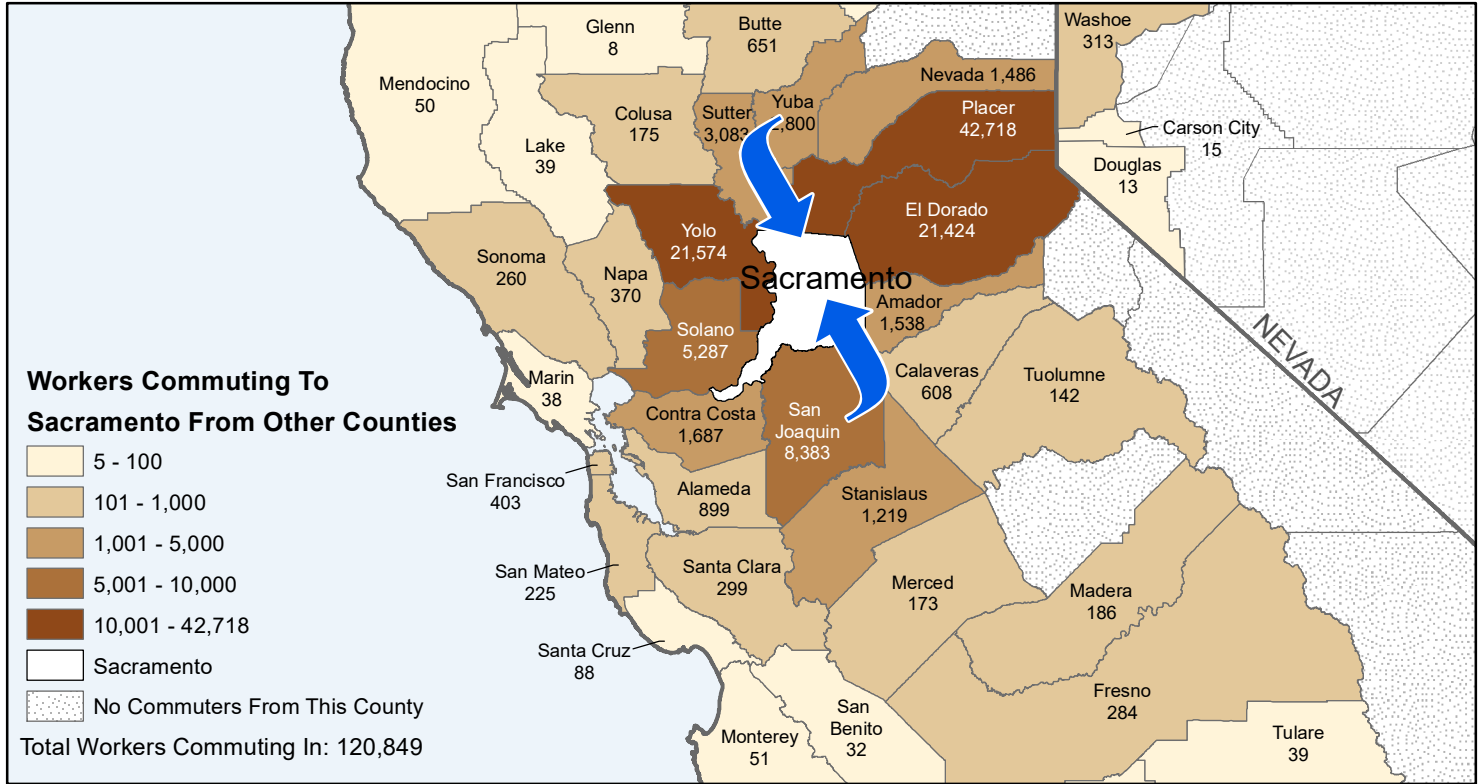 Glenn
8
Butte
651
Washoe
313
Mendocino
50
Nevada 1,486
Colusa
175
Sutter
3,083
Yuba
Placer
42,718
Carson City
15
Lake
39
Douglas
13
Yolo
21,574
El Dorado
21,424
Sonoma
260
Napa
370
Sacramento
Amador
1,538
Solano
5,287
NEVADA
Marin
38
Calaveras
608
Tuolumne
142
Contra Costa
1,687
San
Joaquin
8,383
San Francisco
403
Alameda
899
Stanislaus
1,219
San Mateo
225
Santa Clara
299
Merced
173
Madera
186
Santa Cruz
88
Fresno
284
Monterey
51
San
Benito
32
Tulare
39
Workers Commuting To
Sacramento From Other Counties
5 - 100
101 - 1,000
1,001 - 5,000
5,001 - 10,000
10,001 - 42,718
Sacramento
No Commuters From This County
Total Workers Commuting In: 120,849